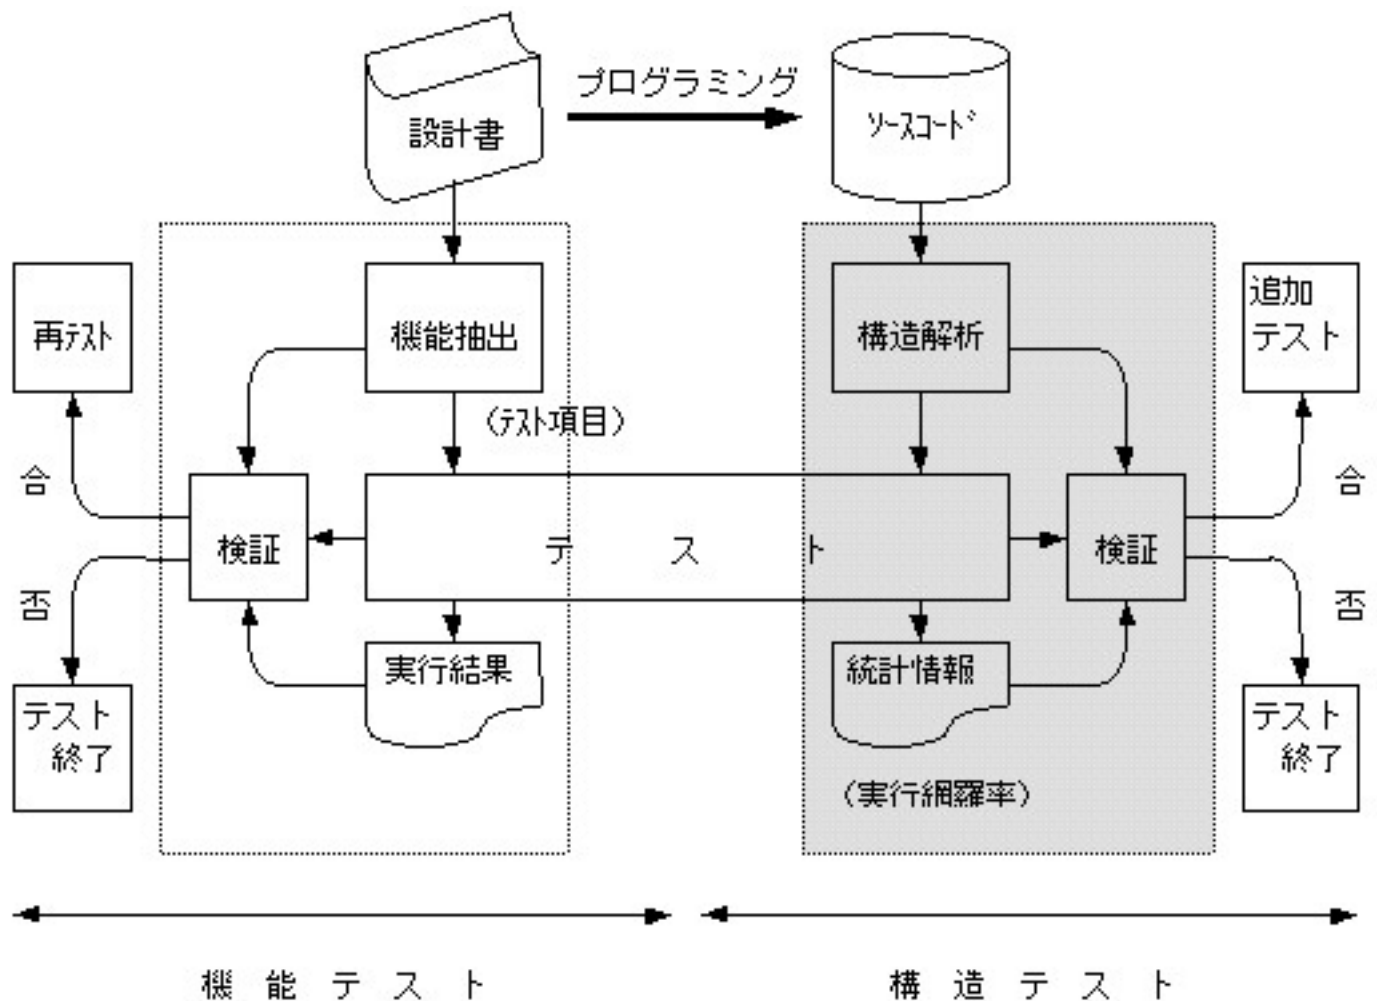 プログラミング
設計書
ソースコード
再テスト
機能抽出
構造解析
追加
テスト
(テスト項目)
合
合
検証
テスト
検証
否
否
実行結果
統計情報
テスト
終了
テスト
終了
(実行網羅率)
機能テスト
構造テスト